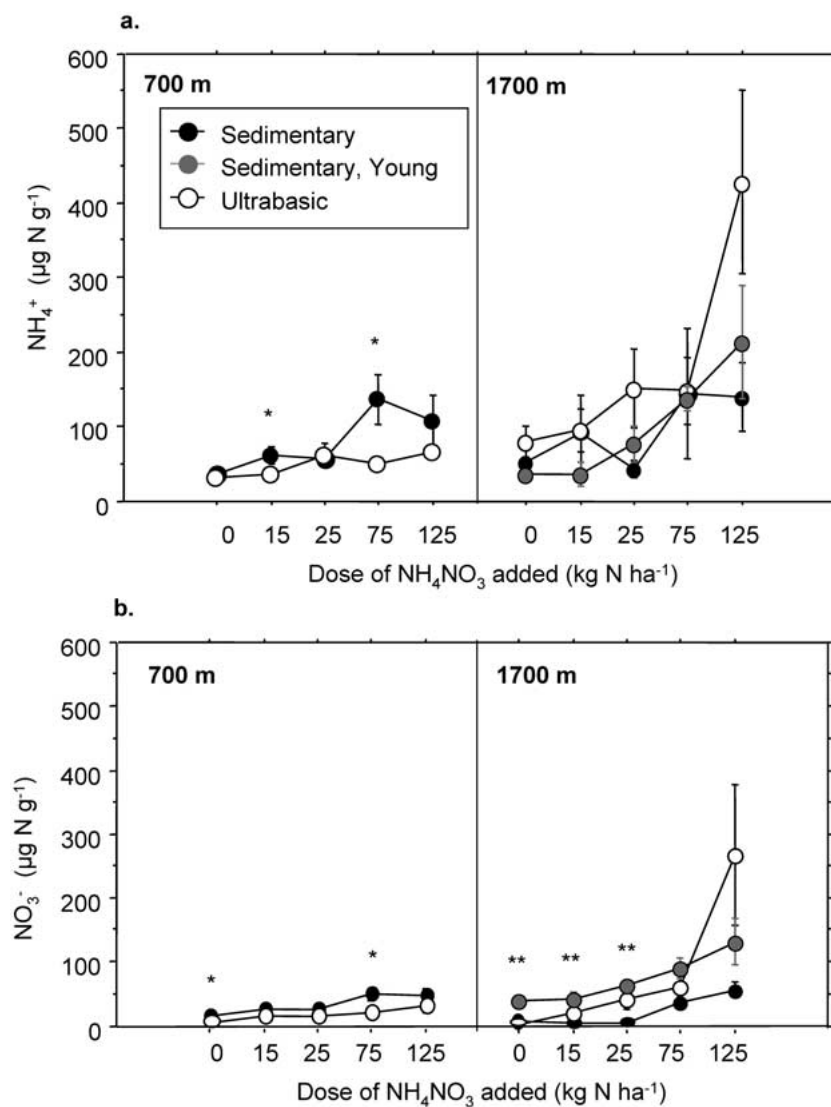 a.
600
500
400
300
200
100
0
NH₄⁺ (µg N g⁻¹)
700 m
Sedimentary
Sedimentary, Young
Ultrabasic
*
*
1700 m
0 15 25 75 125 0 15 25 75 125
Dose of NH₄NO₃ added (kg N ha⁻¹)
b.
600
500
400
300
200
100
0
NO₃⁻ (µg N g⁻¹)
700 m
*
*
1700 m
** ** **
0 15 25 75 125 0 15 25 75 125
Dose of NH₄NO₃ added (kg N ha⁻¹)